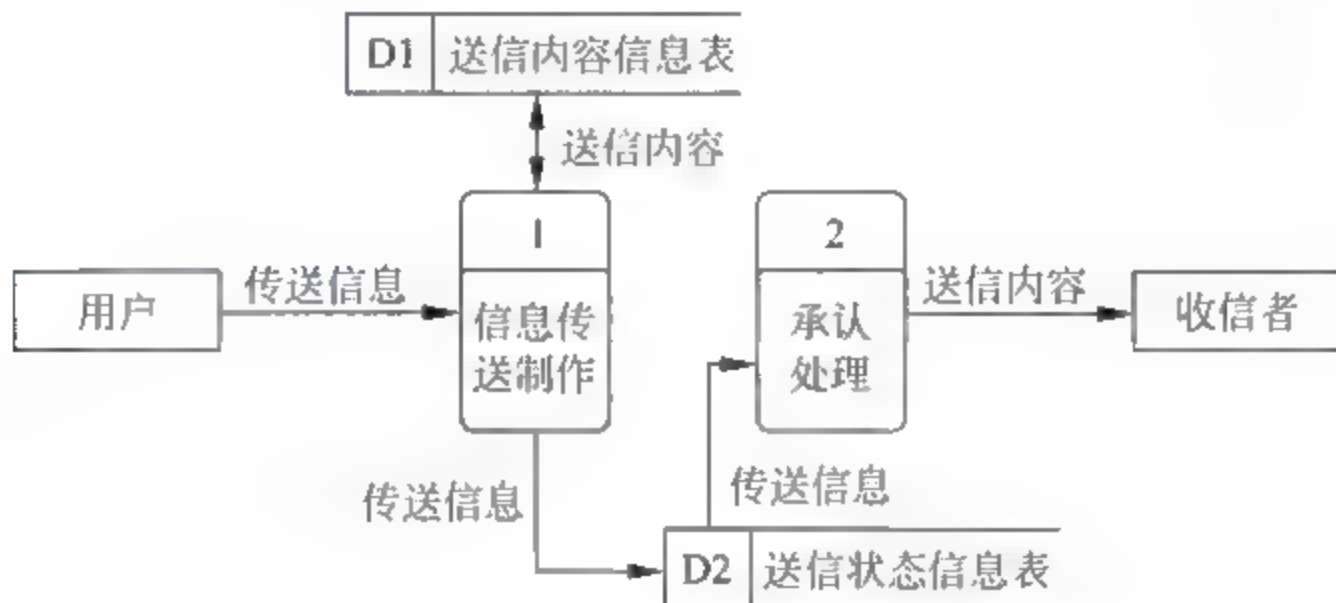 D1 送信内容信息表
送信内容
1
2
用户
传送信息
信息传
送制作
承认
处理
送信内容
收信者
传送信息
传送信息
D2 送信状态信息表